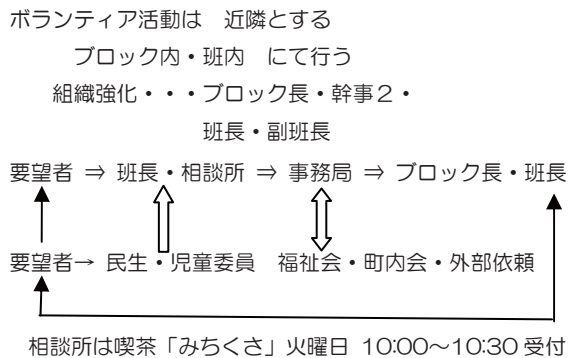 ボランティア活動は　近隣とする
ブロック内・班内　にて行う
組織強化・・・ブロック長・幹事２・
班長・副班長
要望者 ⇒ 班長・相談所 ⇒ 事務局 ⇒ ブロック長・班長
要望者→ 民生・児童委員　福祉会・町内会・外部依頼
相談所は喫茶「みちくさ」火曜日 10:00～10:30 受付